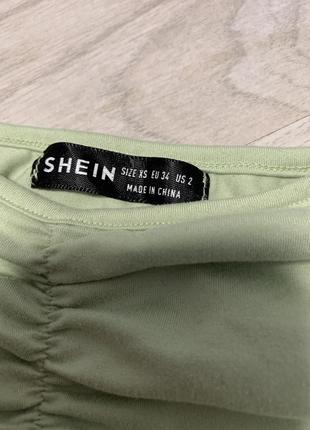 SHEIN SIZE XS EU 34 US 2
MADE IN CHINA